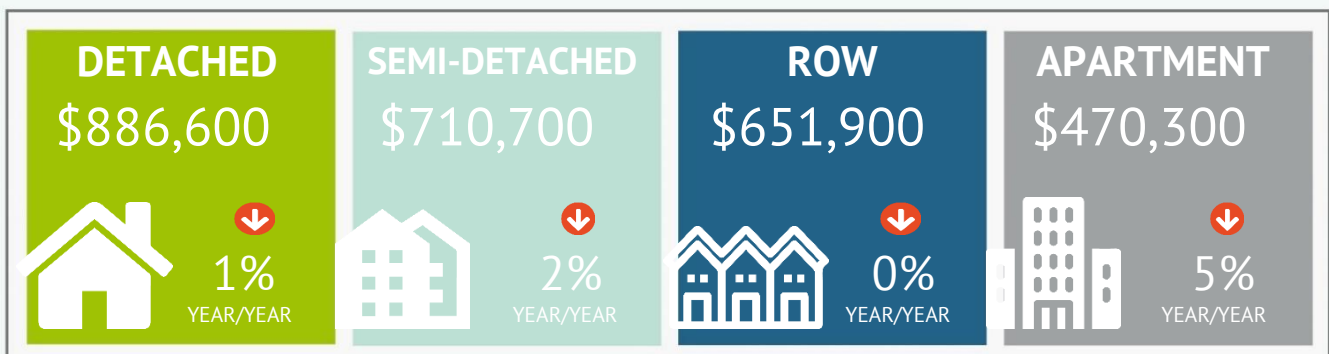 DETACHED
$886,600
1%
YEAR/YEAR
SEMI-DETACHED
$710,700
2%
YEAR/YEAR
ROW
$651,900
0%
YEAR/YEAR
APARTMENT
$470,300
5%
YEAR/YEAR